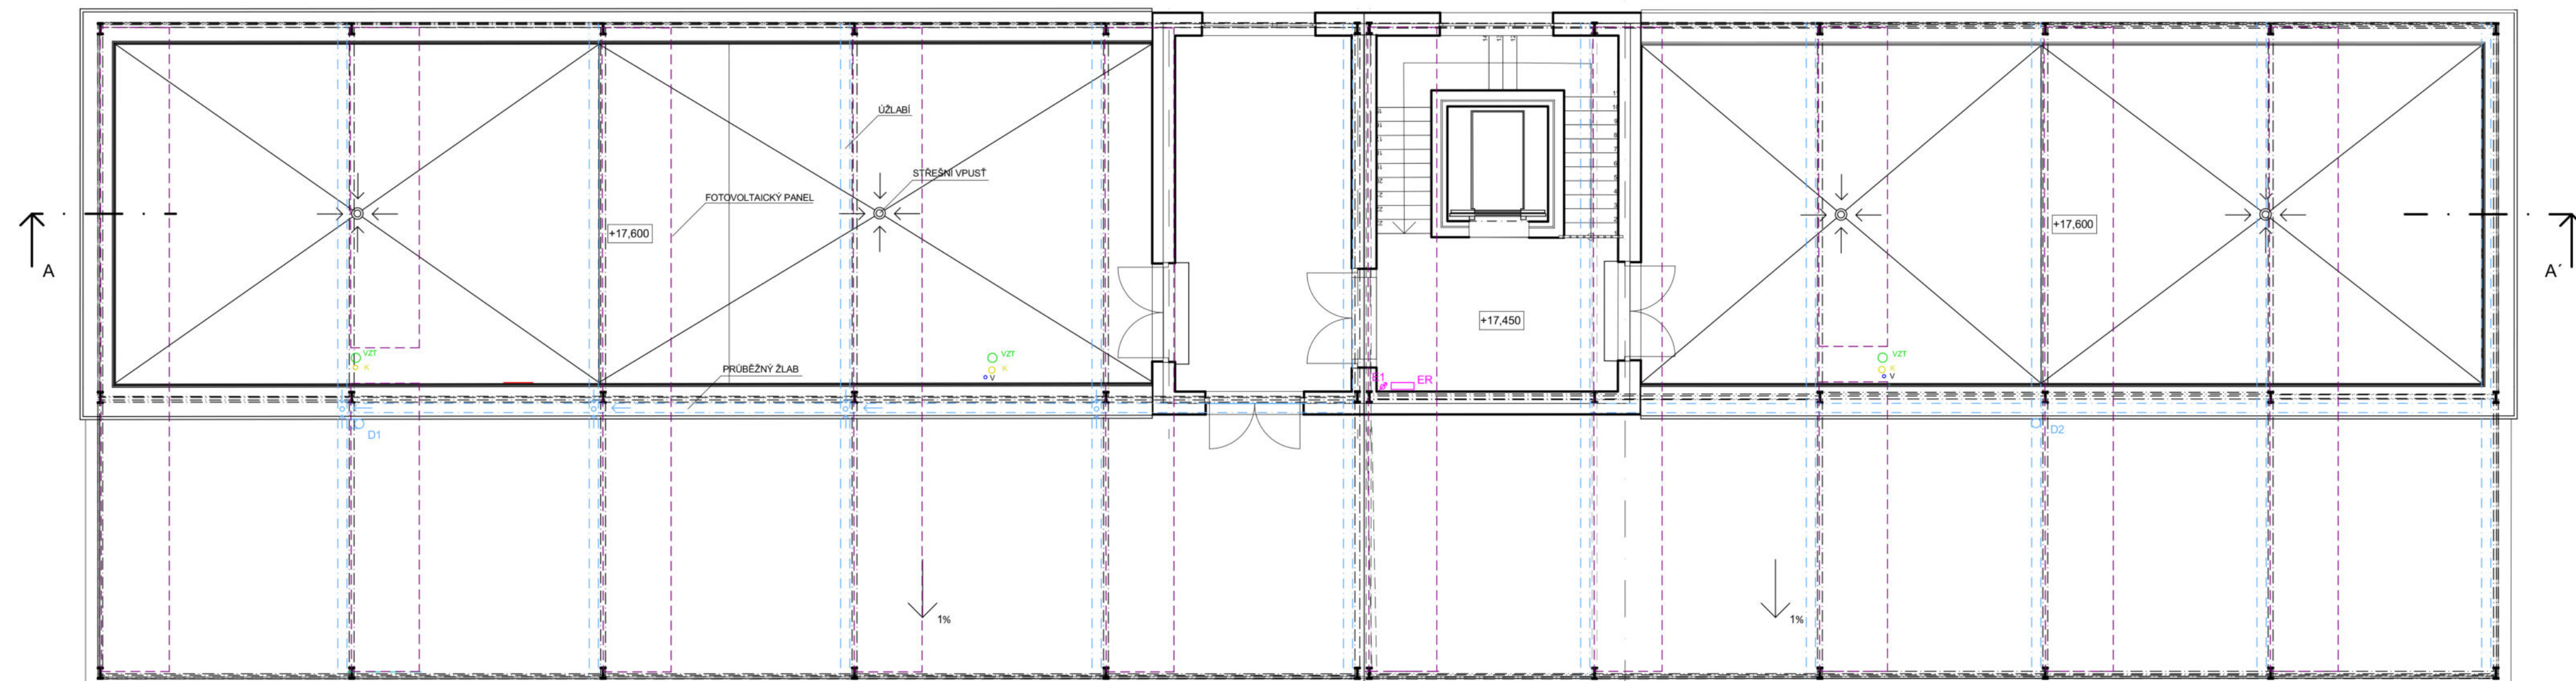 ÚŽLABÍ
STŘEŠNÍ VPUSŤ
FOTOVOLTAICKÝ PANEL
+17,600
+17,600
A
A´
+17,450
VZT
K
VZT
K
V
VZT
K
V
PRŮBĚŽNÝ ŽLAB
E1
ER
D1
D2
1%
1%